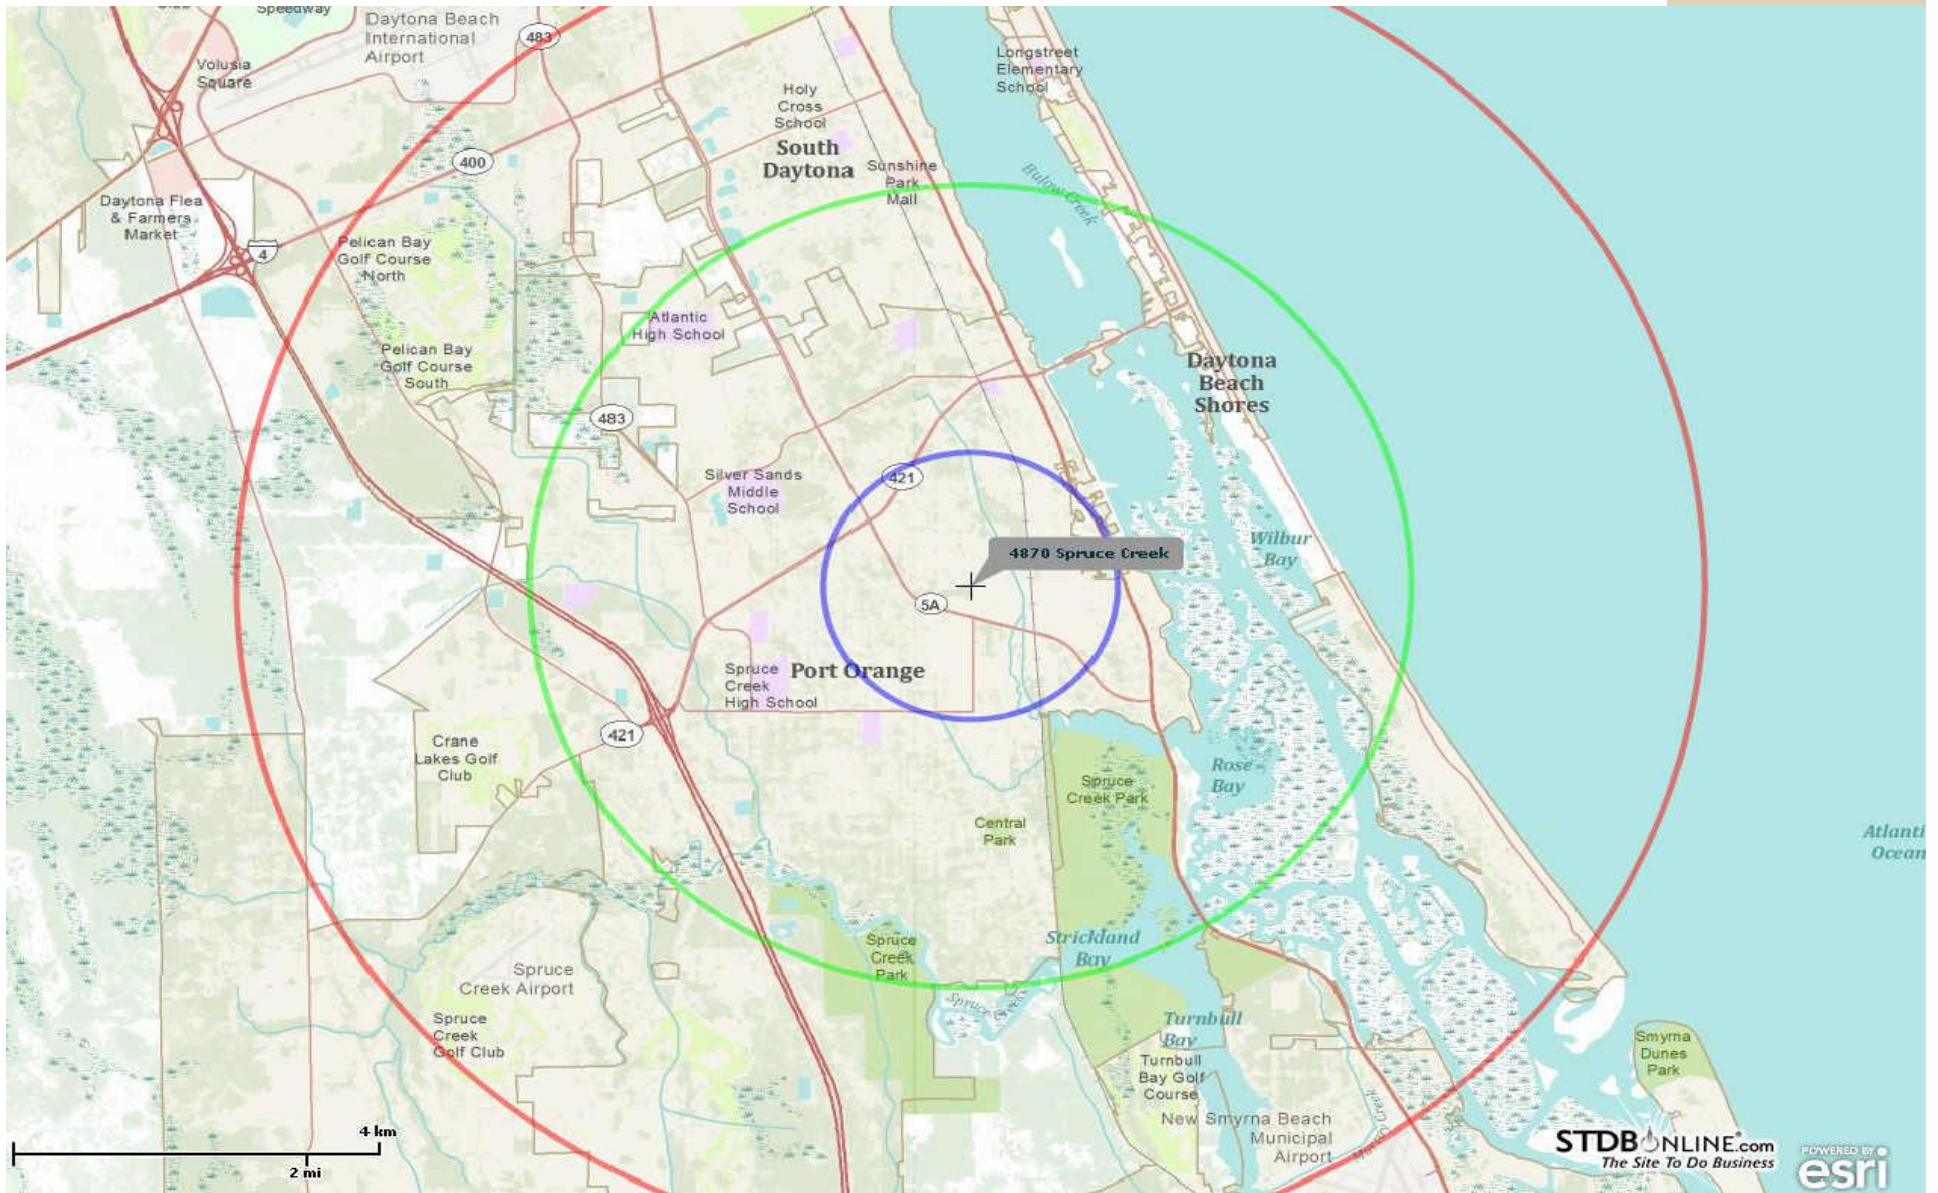 Speedway
Daytona Beach
International
Airport
483
Volusia
Square
Longstreet
Elementary
School
Holy
Cross
School
South
Daytona
Sunshine
Park
Mall
400
Bulow Creek
Daytona Flea
& Farmers
Market
4
Pelican Bay
Golf Course
North
Atlantic
High School
Pelican Bay
Golf Course
South
Daytona
Beach
Shores
483
Silver Sands
Middle
School
421
Wilbur
Bay
4870 Spruce Creek
5A
Spruce
Creek
High School
Port Orange
421
Crane
Lakes Golf
Club
Rose
Bay
Spruce
Creek Park
Central
Park
Atlanti
Ocean
Strickland
Bay
Spruce
Creek
Park
Spruce
Creek Airport
Spruce Creek
Spruce
Creek
Golf Club
Turnbull
Bay
Turnbull
Bay Golf
Course
Smyrna
Dunes
Park
New Smyrna Beach
Municipal
Airport
Creek
4 km
2 mi
STDBONLINE.com
The Site To Do Business
POWERED BY
esri